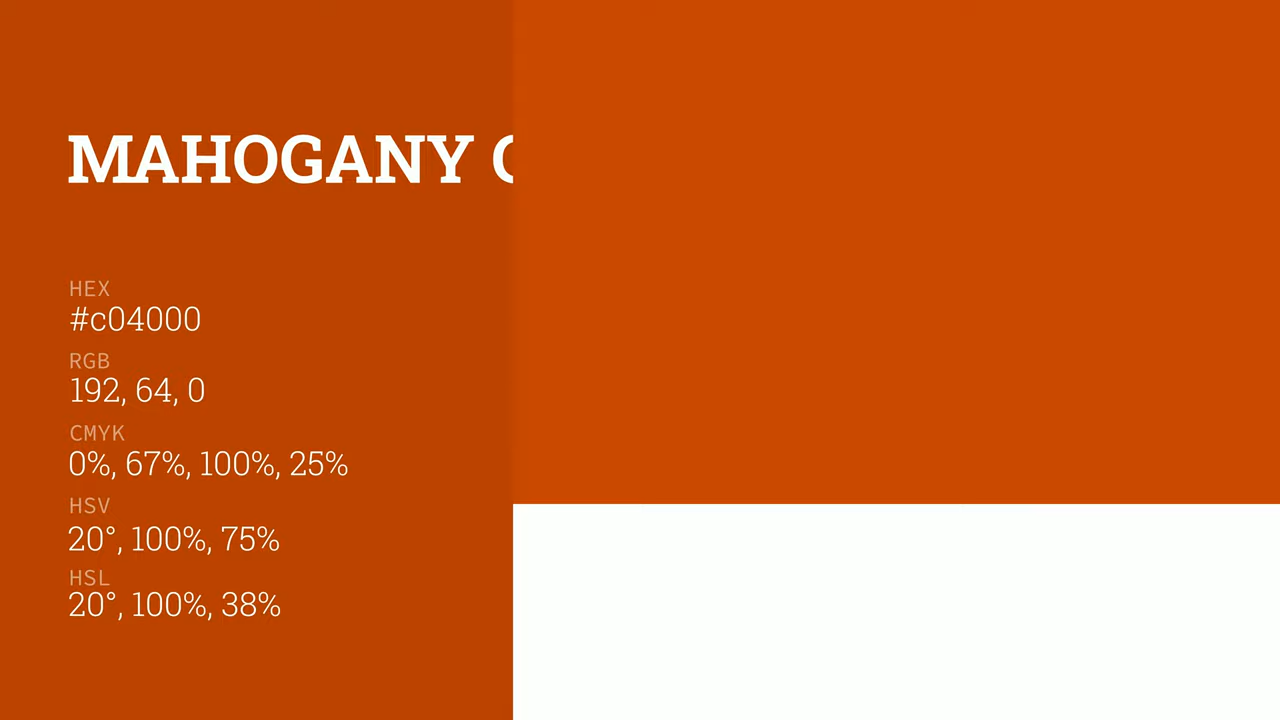 MAHOGANY
HEX
#c04000
RGB
192, 64, 0
CMYK
0%, 67%, 100%, 25%
HSV
20°, 100%, 75%
HSL
20°, 100%, 38%